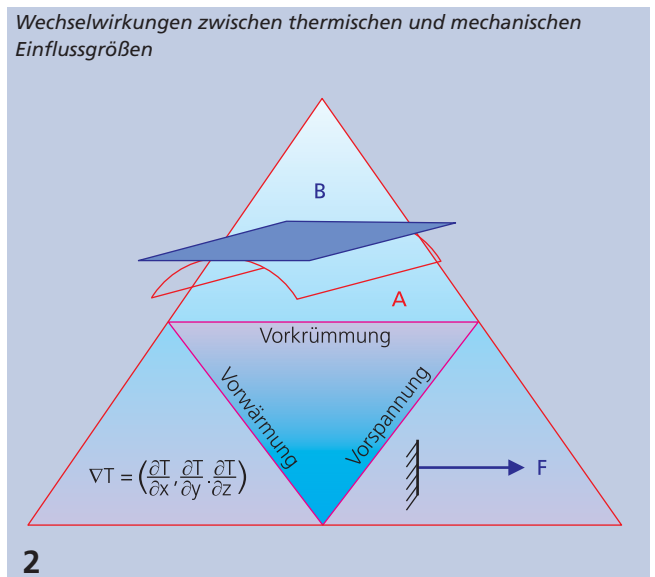 Wechselwirkungen zwischen thermischen und mechanischen
Einflussgrößen
B
A
Vorkrümmung
Vorwärmung
Vorspannung
∇T = (∂T/∂x, ∂T/∂y · ∂T/∂z)
F
2